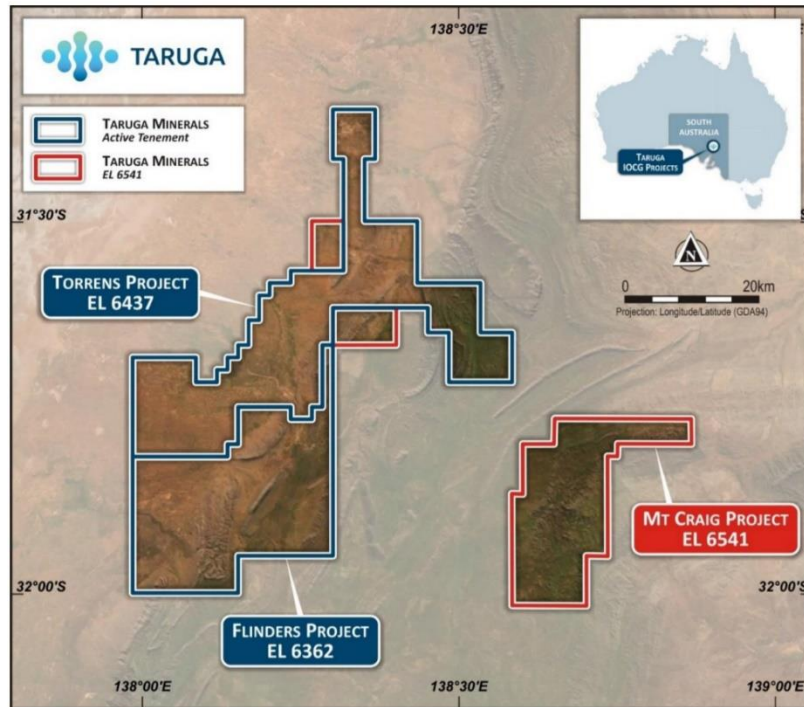 TARUGA
TARUGA MINERALS
Active Tenement
TARUGA MINERALS
EL 6541
138°30'E
SOUTH
AUSTRALIA
TARUGA
IOCG PROJECTS
31°30'S
31°30'S
N
0 20km
Projection: Longitude/Latitude (GDA94)
TORRENS PROJECT
EL 6437
MT CRAIG PROJECT
EL 6541
32°00'S
32°00'S
FLINDERS PROJECT
EL 6362
138°00'E
138°30'E
139°00'E